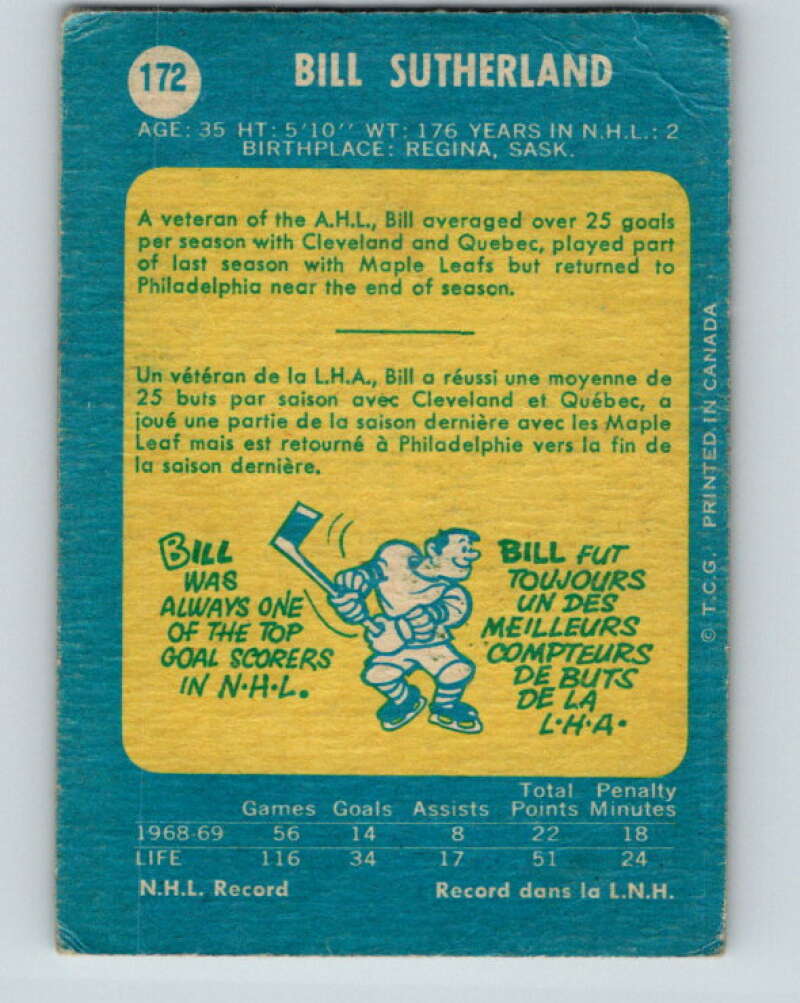 172
BILL SUTHERLAND
AGE: 35 HT: 5'10'' WT: 176 YEARS IN N.H.L.: 2
BIRTHPLACE: REGINA, SASK.
A veteran of the A.H.L., Bill averaged over 25 goals
per season with Cleveland and Quebec, played part
of last season with Maple Leafs but returned to
Philadelphia near the end of season.
Un vétéran de la L.H.A., Bill a réussi une moyenne de
25 buts par saison avec Cleveland et Québec, a
joué une partie de la saison dernière avec les Maple
Leaf mais est retourné à Philadelphie vers la fin de
la saison dernière.
BILL
WAS
ALWAYS ONE
OF THE TOP
GOAL SCORERS
IN N·H·L.
BILL FUT
TOUJOURS
UN DES
MEILLEURS
COMPTEURS
DE BUTS
DE LA
L·H·A·
© T.C.G. PRINTED IN CANADA
Total Penalty
Games Goals Assists Points Minutes
1968-69 56 14 8 22 18
LIFE 116 34 17 51 24
N.H.L. Record Record dans la L.N.H.